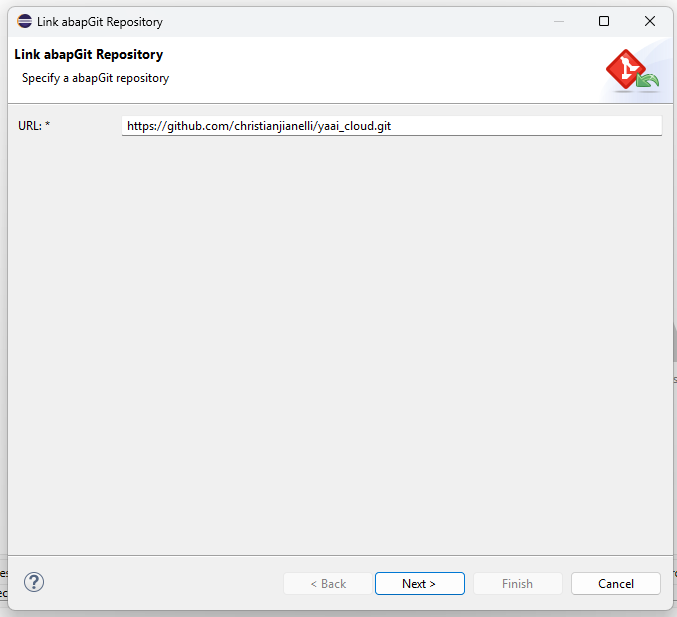 Link abapGit Repository
Link abapGit Repository
Specify a abapGit repository
URL: *
https://github.com/christianjianelli/yaai_cloud.git
?
< Back
Next >
Finish
Cancel